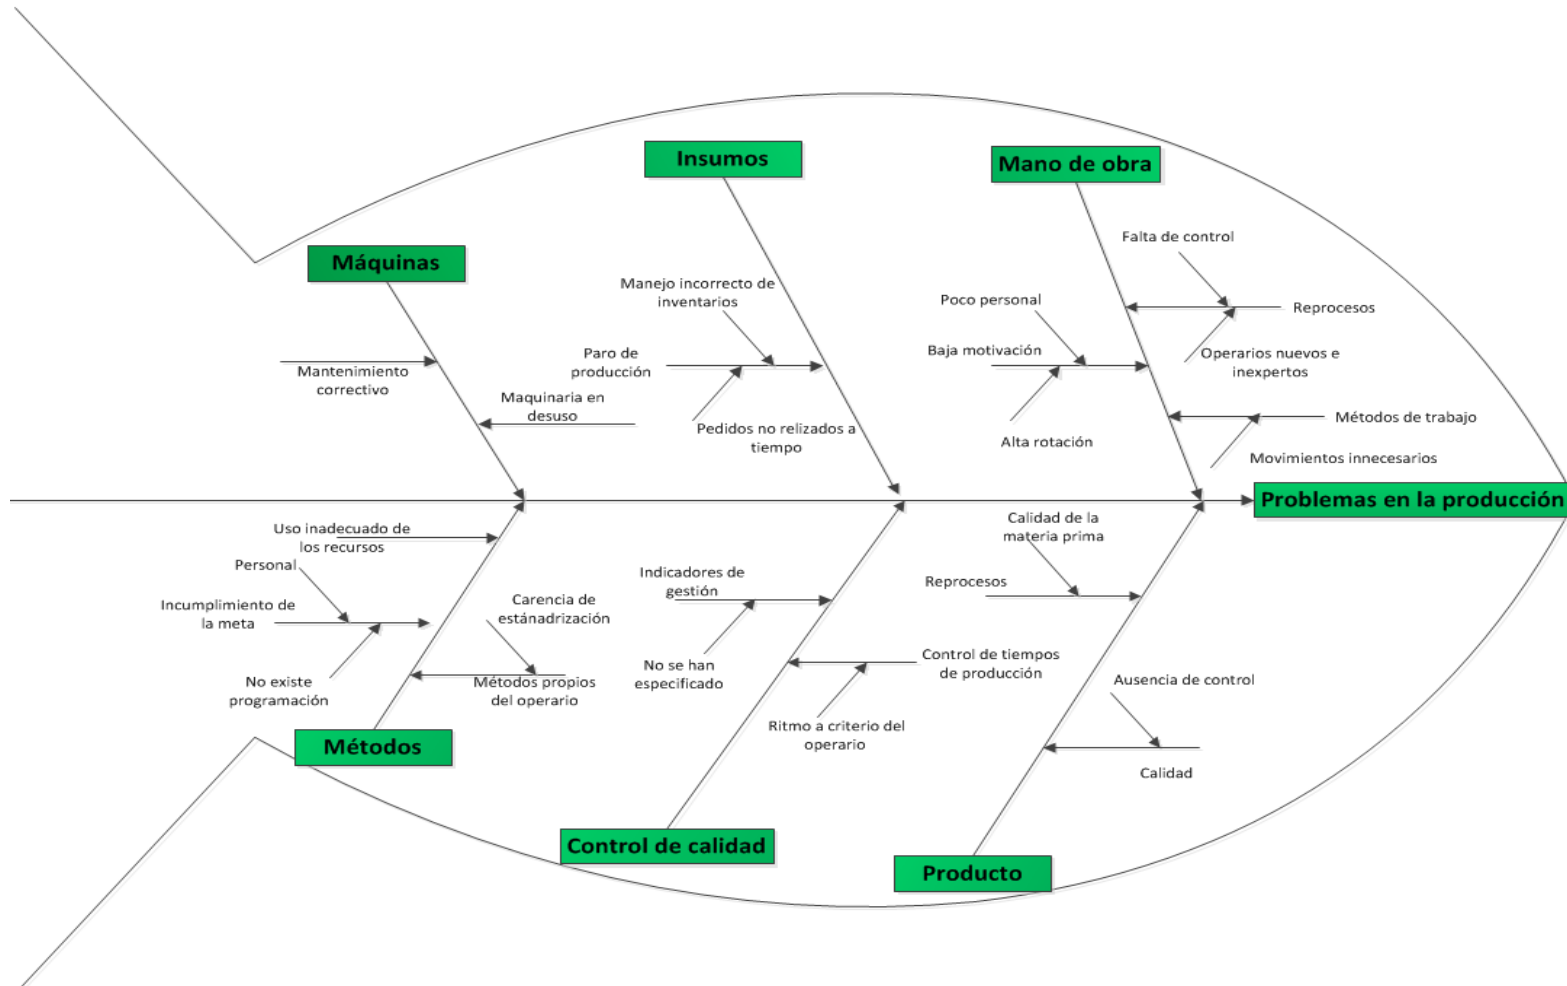 Insumos
Mano de obra
Máquinas
Falta de control
Manejo incorrecto de
inventarios
Poco personal
Reprocesos
Paro de
producción
Baja motivación
Operarios nuevos e
inexpertos
Mantenimiento
correctivo
Maquinaria en
desuso
Pedidos no relizados a
tiempo
Alta rotación
Métodos de trabajo
Movimientos innecesarios
Problemas en la producción
Uso inadecuado de
los recursos
Personal
Incumplimiento de
la meta
No existe
programación
Carencia de
estánadrización
Métodos propios
del operario
Métodos
Indicadores de
gestión
No se han
especificado
Control de tiempos
de producción
Ritmo a criterio del
operario
Control de calidad
Calidad de la
materia prima
Reprocesos
Ausencia de control
Calidad
Producto